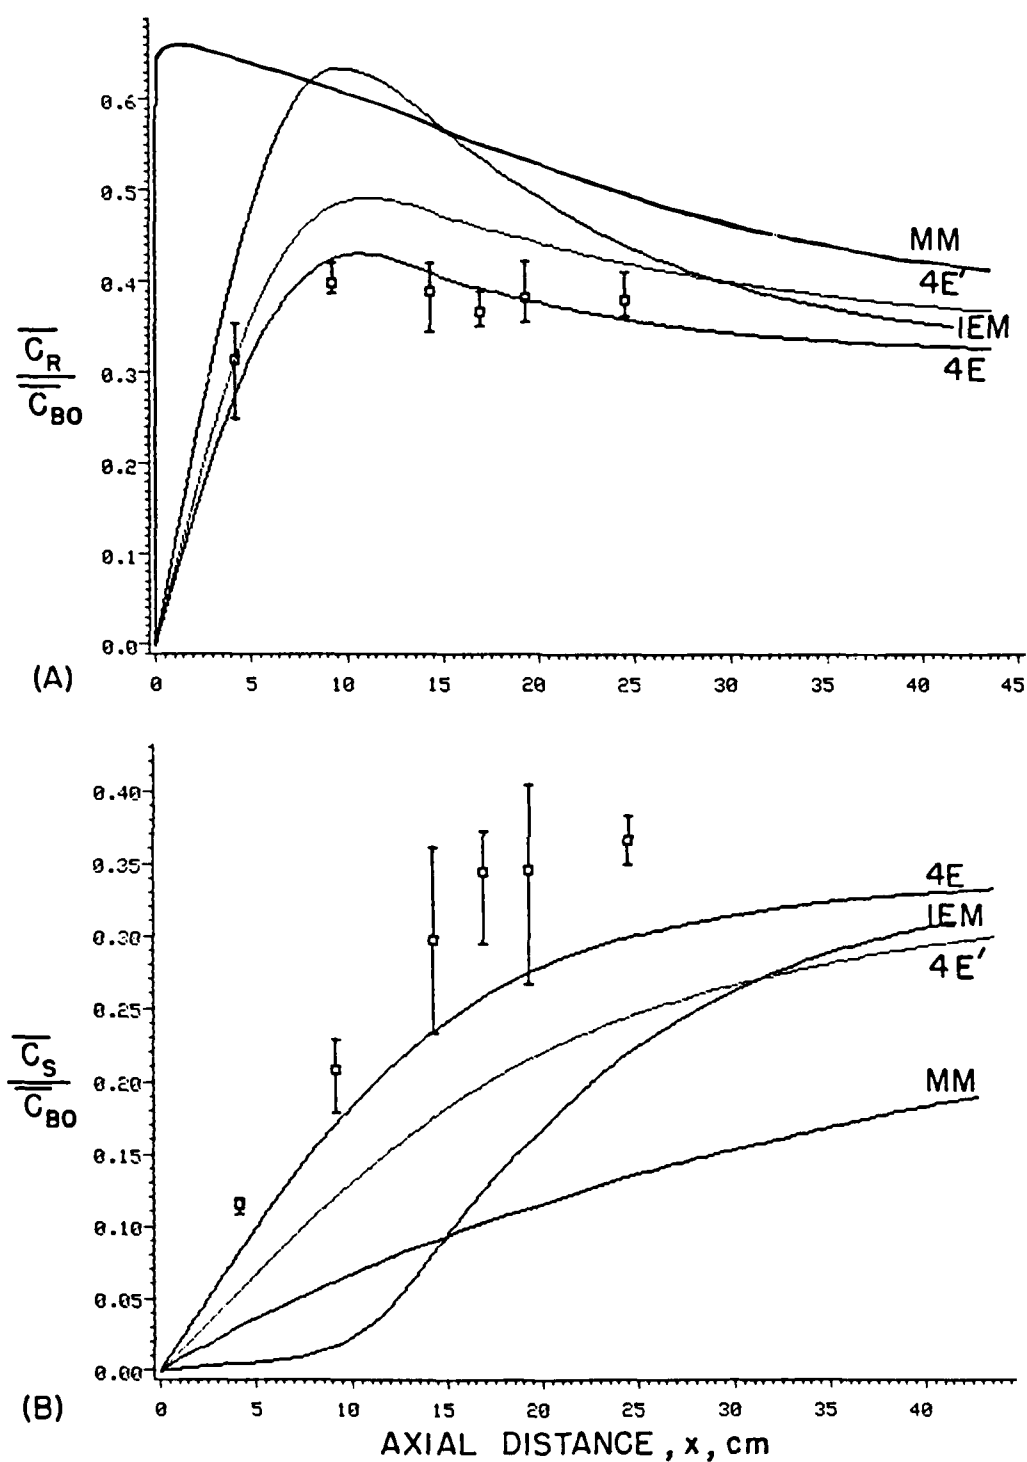 0.6
0.5
0.4
0.3
0.2
0.1
0.0
C_R
C_BO
MM
4E'
IEM
4E
(A)
0 5 10 15 20 25 30 35 40 45
0.40
0.35
0.30
0.25
0.20
0.15
0.10
0.05
0.00
C_S
C_BO
4E
IEM
4E'
MM
(B)
0 5 10 15 20 25 30 35 40
AXIAL DISTANCE, x, cm